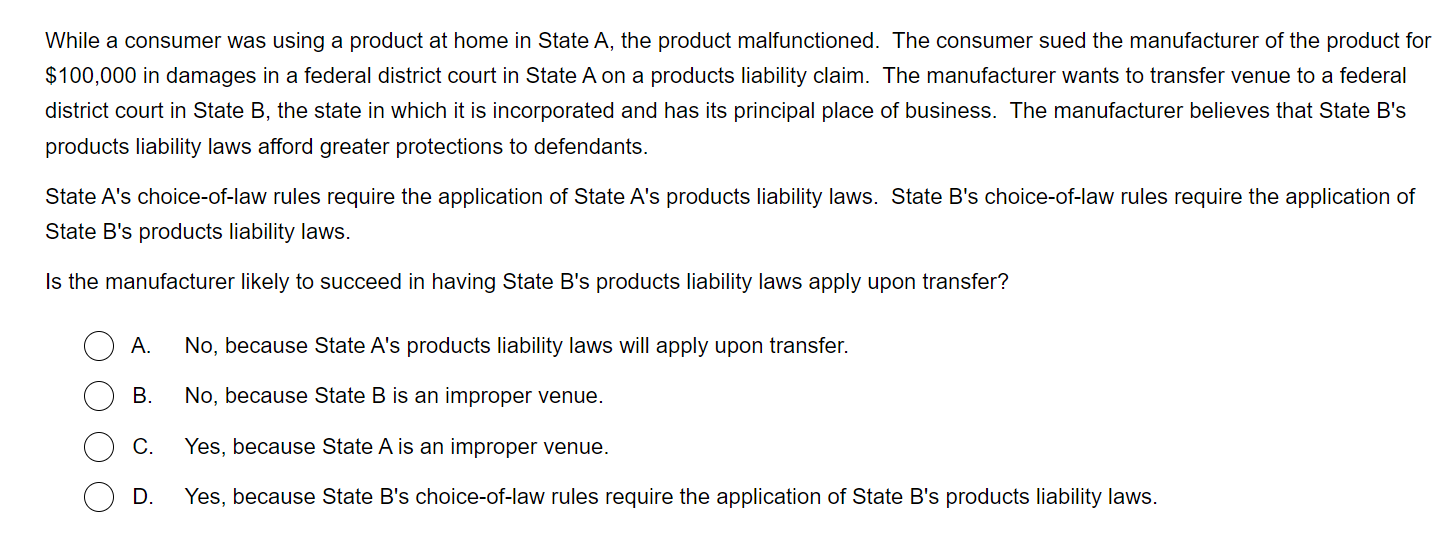 While a consumer was using a product at home in State A, the product malfunctioned.  The consumer sued the manufacturer of the product for
$100,000 in damages in a federal district court in State A on a products liability claim.  The manufacturer wants to transfer venue to a federal
district court in State B, the state in which it is incorporated and has its principal place of business.  The manufacturer believes that State B's
products liability laws afford greater protections to defendants.
State A's choice-of-law rules require the application of State A's products liability laws.  State B's choice-of-law rules require the application of
State B's products liability laws.
Is the manufacturer likely to succeed in having State B's products liability laws apply upon transfer?
A. No, because State A's products liability laws will apply upon transfer.
B. No, because State B is an improper venue.
C. Yes, because State A is an improper venue.
D. Yes, because State B's choice-of-law rules require the application of State B's products liability laws.